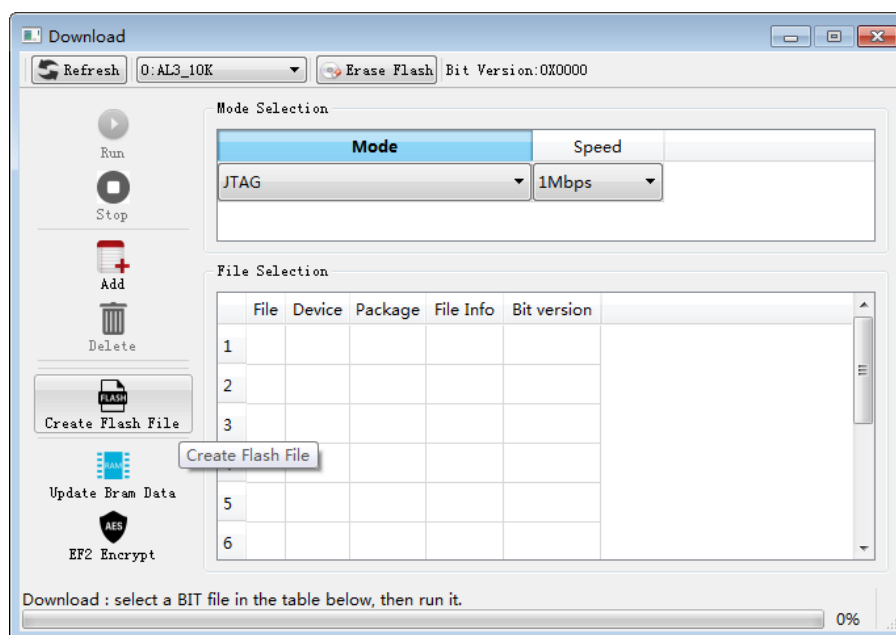 Download
Refresh 0:AL3_10K Erase Flash Bit Version:0X0000
Mode Selection
Run
Mode Speed
JTAG 1Mbps
Stop
File Selection
Add
File Device Package File Info Bit version
Delete
1
2
FLASH
Create Flash File
3
Create Flash File
RAM
Update Bram Data
5
AES
EF2 Encrypt
6
Download : select a BIT file in the table below, then run it.
0%